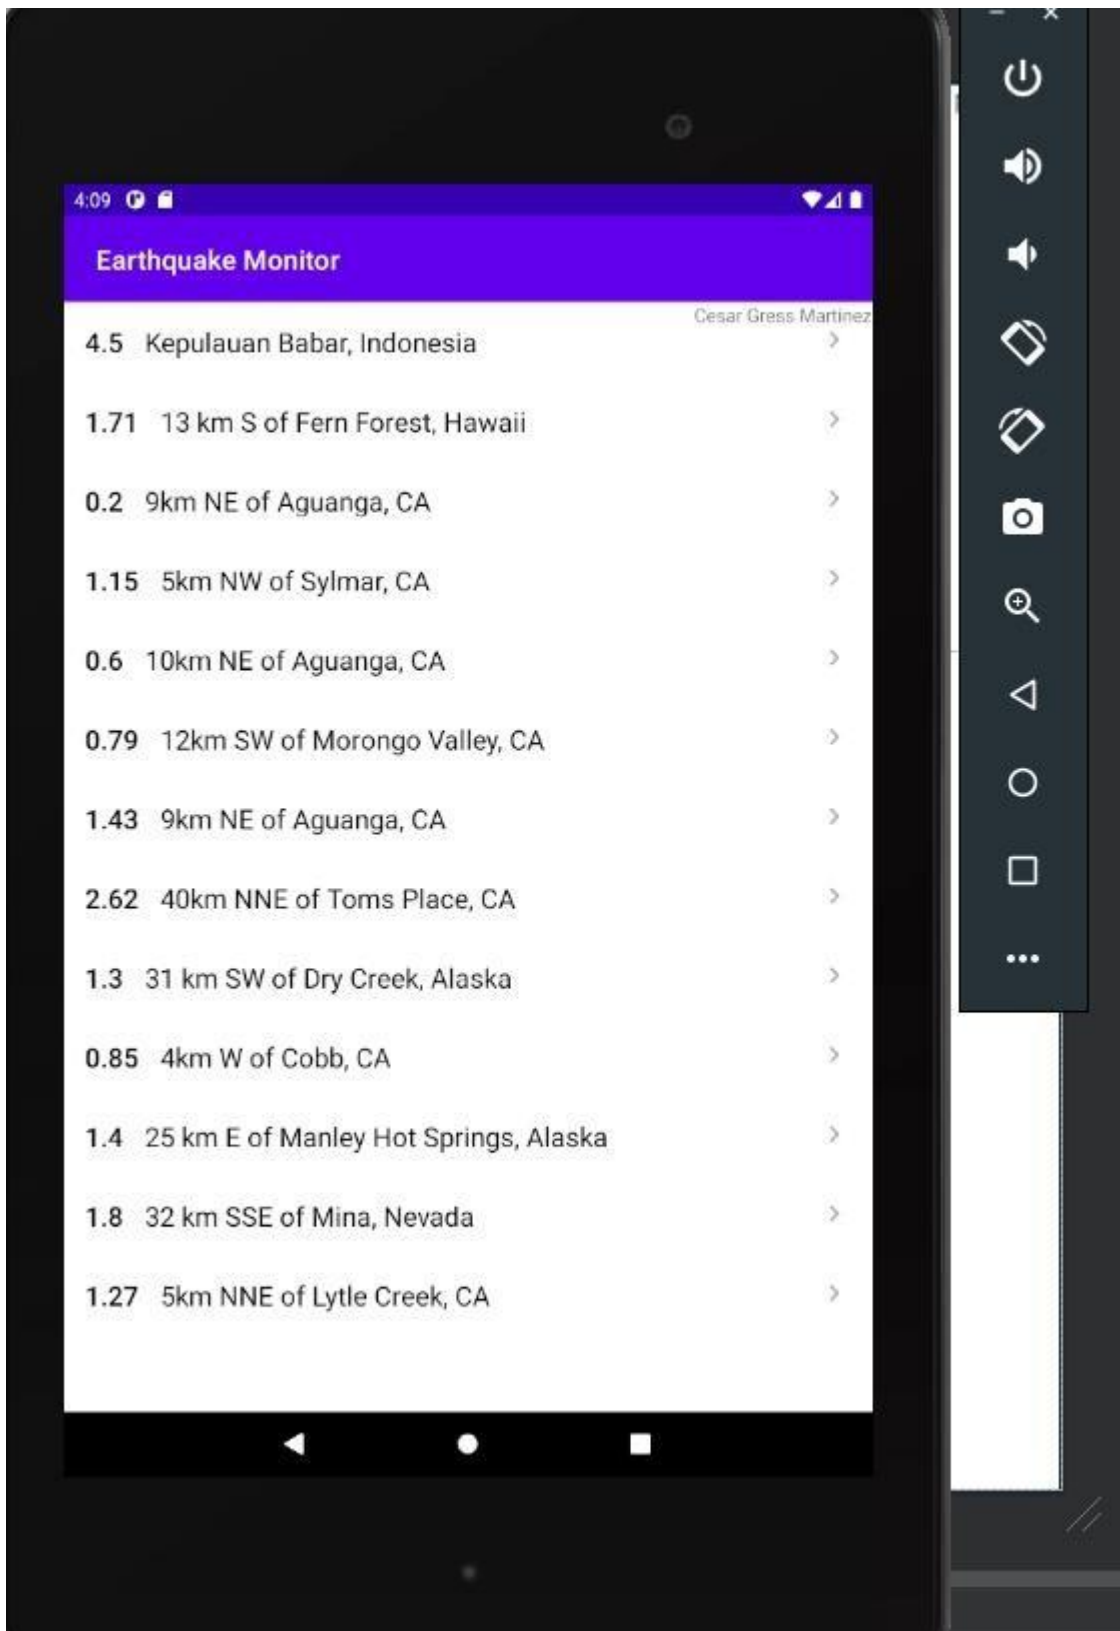 4:09
Earthquake Monitor
Cesar Gress Martinez
4.5 Kepulauan Babar, Indonesia
1.71 13 km S of Fern Forest, Hawaii
0.2 9km NE of Aguanga, CA
1.15 5km NW of Sylmar, CA
0.6 10km NE of Aguanga, CA
0.79 12km SW of Morongo Valley, CA
1.43 9km NE of Aguanga, CA
2.62 40km NNE of Toms Place, CA
1.3 31 km SW of Dry Creek, Alaska
0.85 4km W of Cobb, CA
1.4 25 km E of Manley Hot Springs, Alaska
1.8 32 km SSE of Mina, Nevada
1.27 5km NNE of Lytle Creek, CA